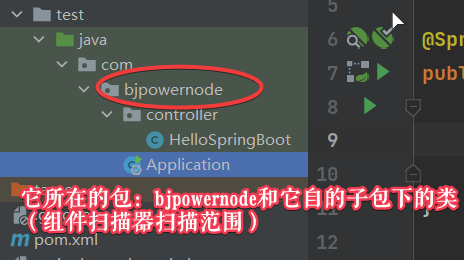 test
java
com
bjpowernode
controller
HelloSpringBoot
Application
pom.xml
它所在的包：bjpowernode和它自的子包下的类
（组件扫描器扫描范围）
6
7
8
9
11
12
@Spr
publ
}